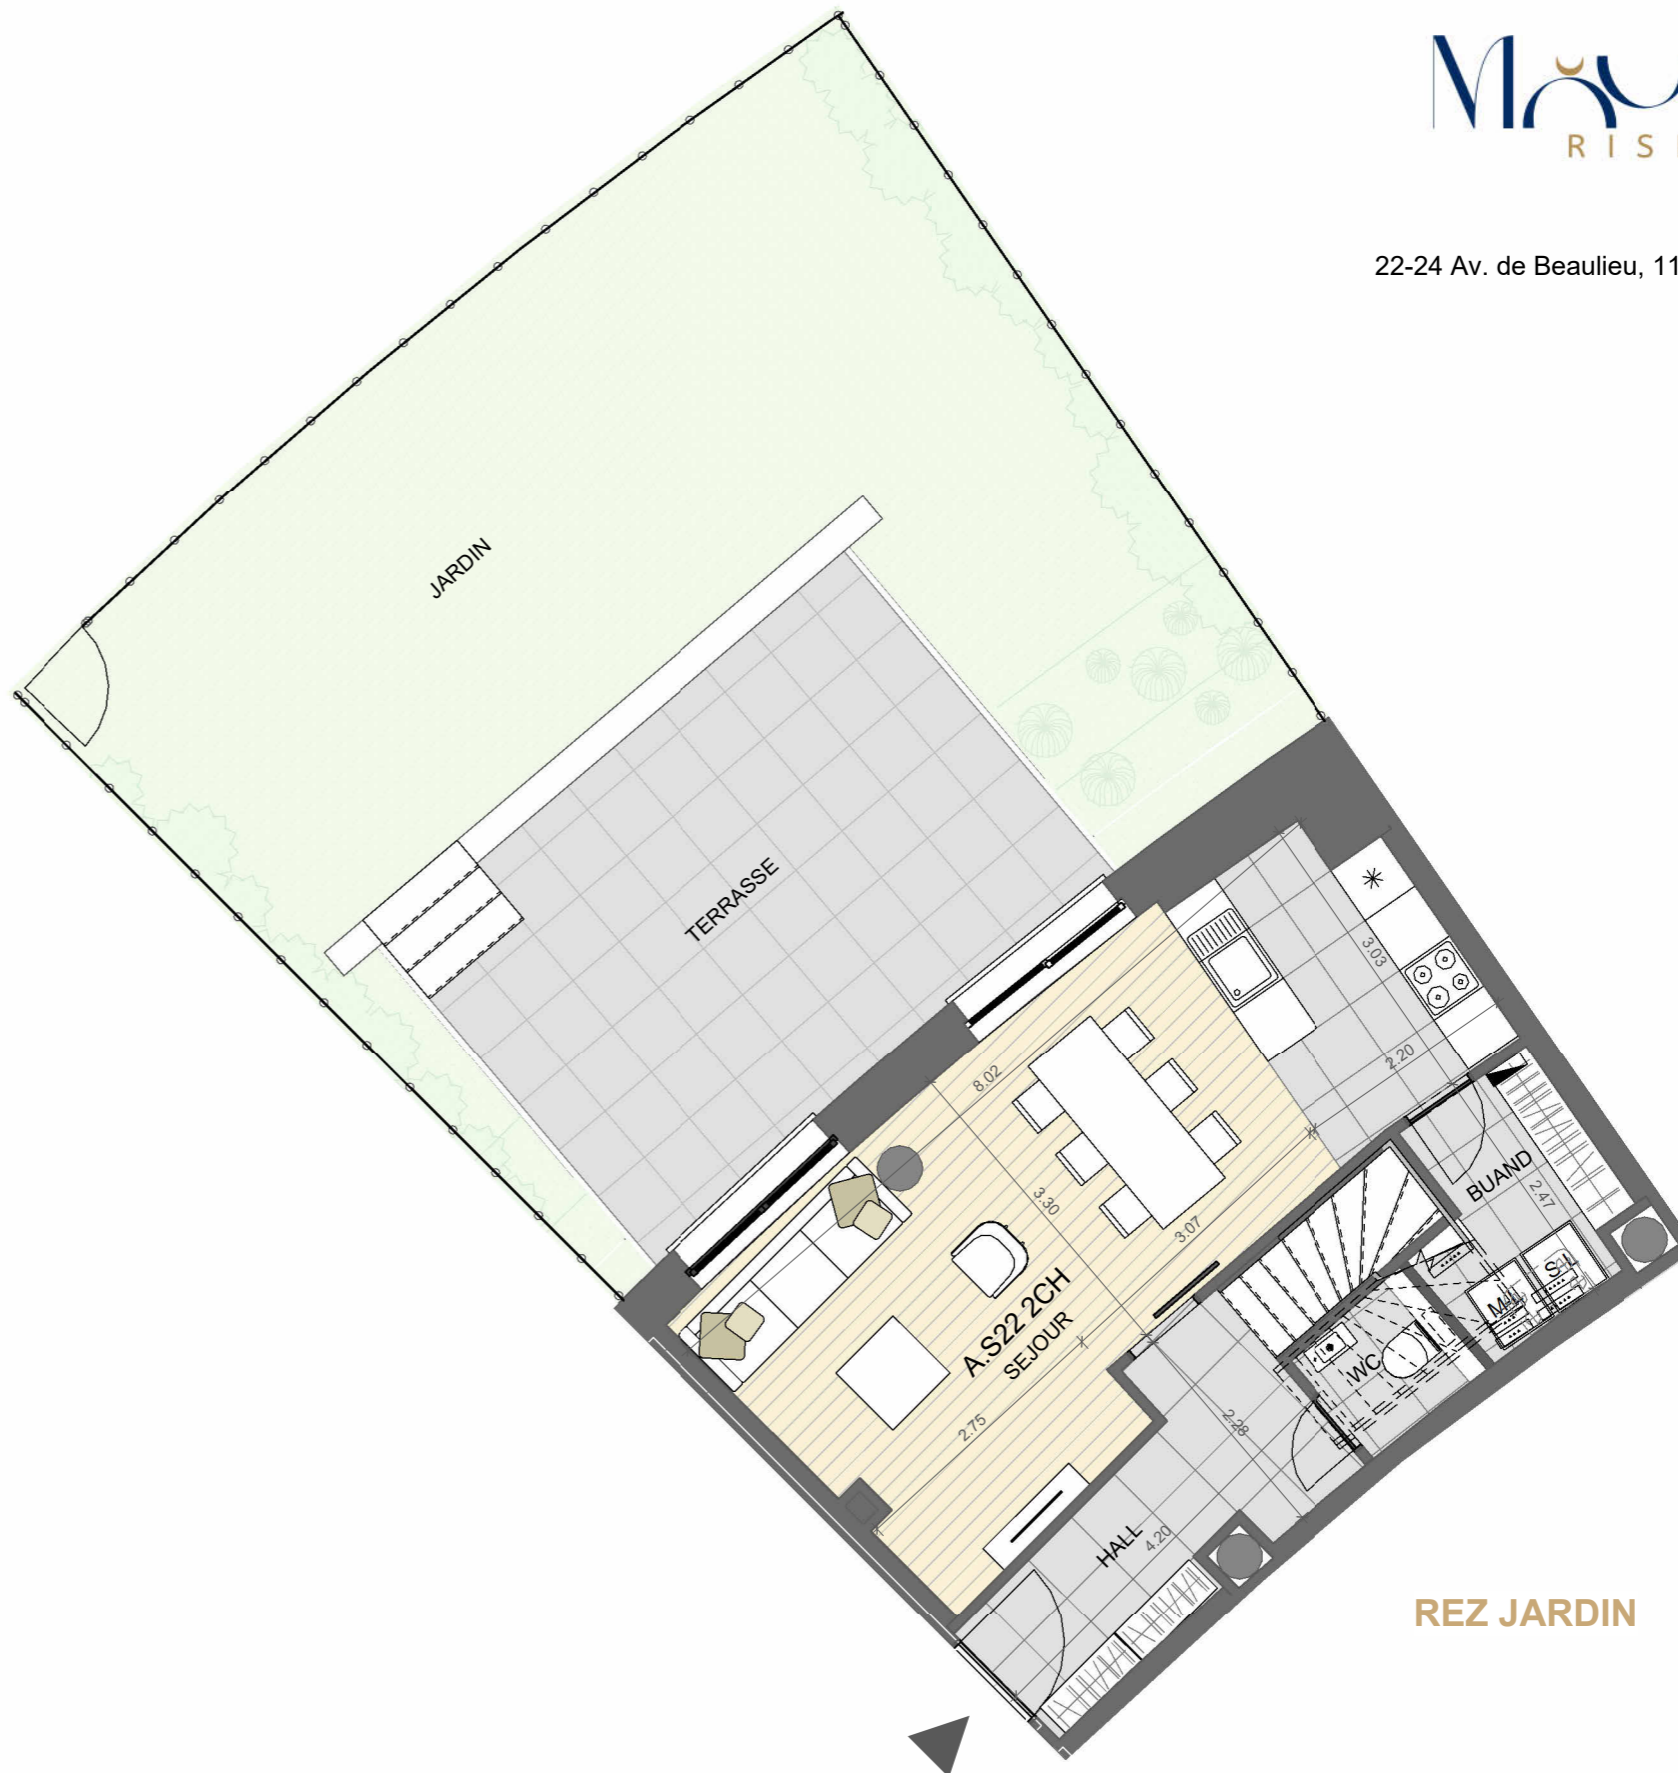 RIS
22-24 Av. de Beaulieu, 11
JARDIN
TERRASSE
3.03
2.20
8.02
BUAND
2.47
3.30
3.07
A.S22 2CH
SEJOUR
WC
2.75
2.28
HALL
4.20
REZ JARDIN